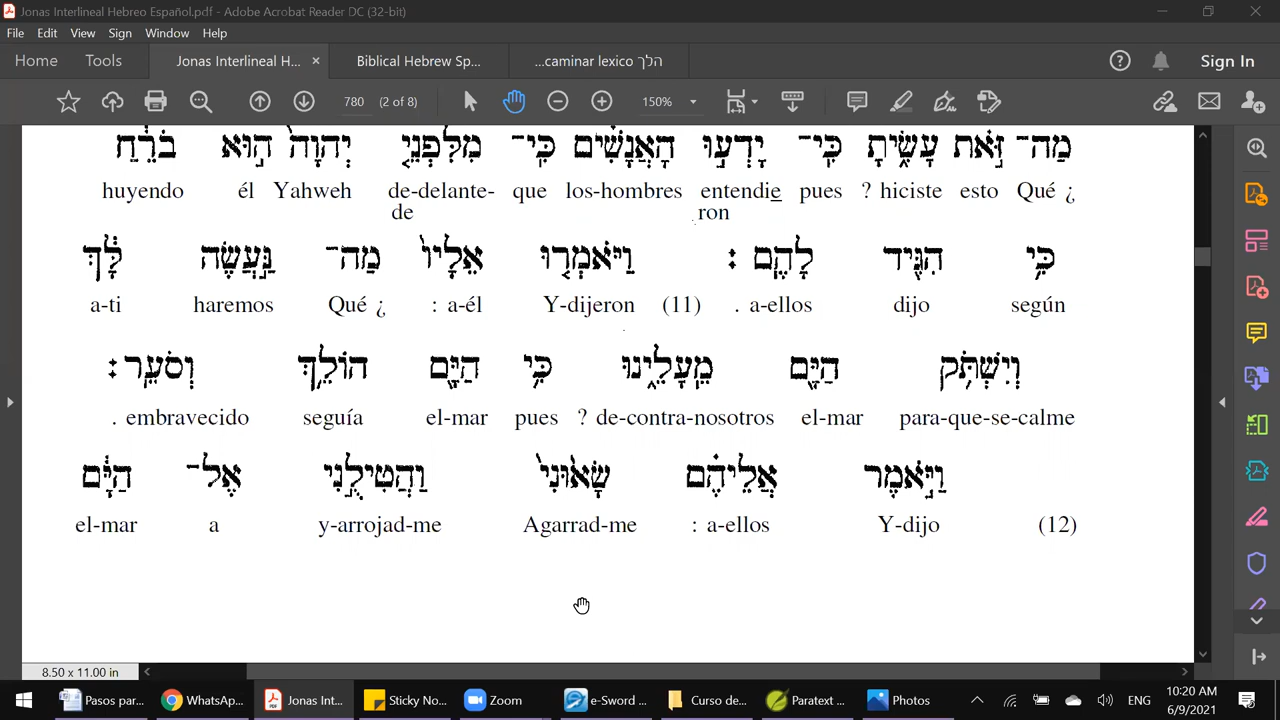 Jonas Interlineal Hebreo Español.pdf - Adobe Acrobat Reader DC (32-bit)
File Edit View Sign Window Help
Home Tools Jonas Interlineal H... × Biblical Hebrew Sp... ...caminar lexico הלך Sign In
780 (2 of 8) 150%
מַה־ זֹּ֣את עָשִׂ֑יתָ כִּֽי־ יָדְע֣וּ הָאֲנָשִׁ֗ים כִּֽי־ מִלִּפְנֵ֤י יְהוָה֙ ה֣וּא בֹרֵ֔חַ
huyendo él Yahweh de-delante- que los-hombres entendie pues ? hiciste esto Qué ¿
de ron
כִּ֥י הִגִּ֖יד לָהֶֽם׃ וַיֹּאמְר֤וּ אֵלָיו֙ מַה־ נַּ֣עֲשֶׂה לָּ֔ךְ
a-ti haremos Qué ¿ : a-él Y-dijeron (11) . a-ellos dijo según
וְיִשְׁתֹּ֥ק הַיָּ֖ם מֵֽעָלֵ֑ינוּ כִּ֥י הַיָּ֖ם הוֹלֵ֥ךְ וְסֹעֵֽר׃
. embravecido seguía el-mar pues ? de-contra-nosotros el-mar para-que-se-calme
וַיֹּ֣אמֶר אֲלֵיהֶ֗ם שָׂא֙וּנִי֙ וַהֲטִילֻ֣נִי אֶל־ הַיָּ֔ם
el-mar a y-arrojad-me Agarrad-me : a-ellos Y-dijo (12)
8.50 x 11.00 in
Pasos par... WhatsAp... Jonas Int... Sticky No... Zoom e-Sword ... Curso de... Paratext ... Photos ENG 10:20 AM
6/9/2021